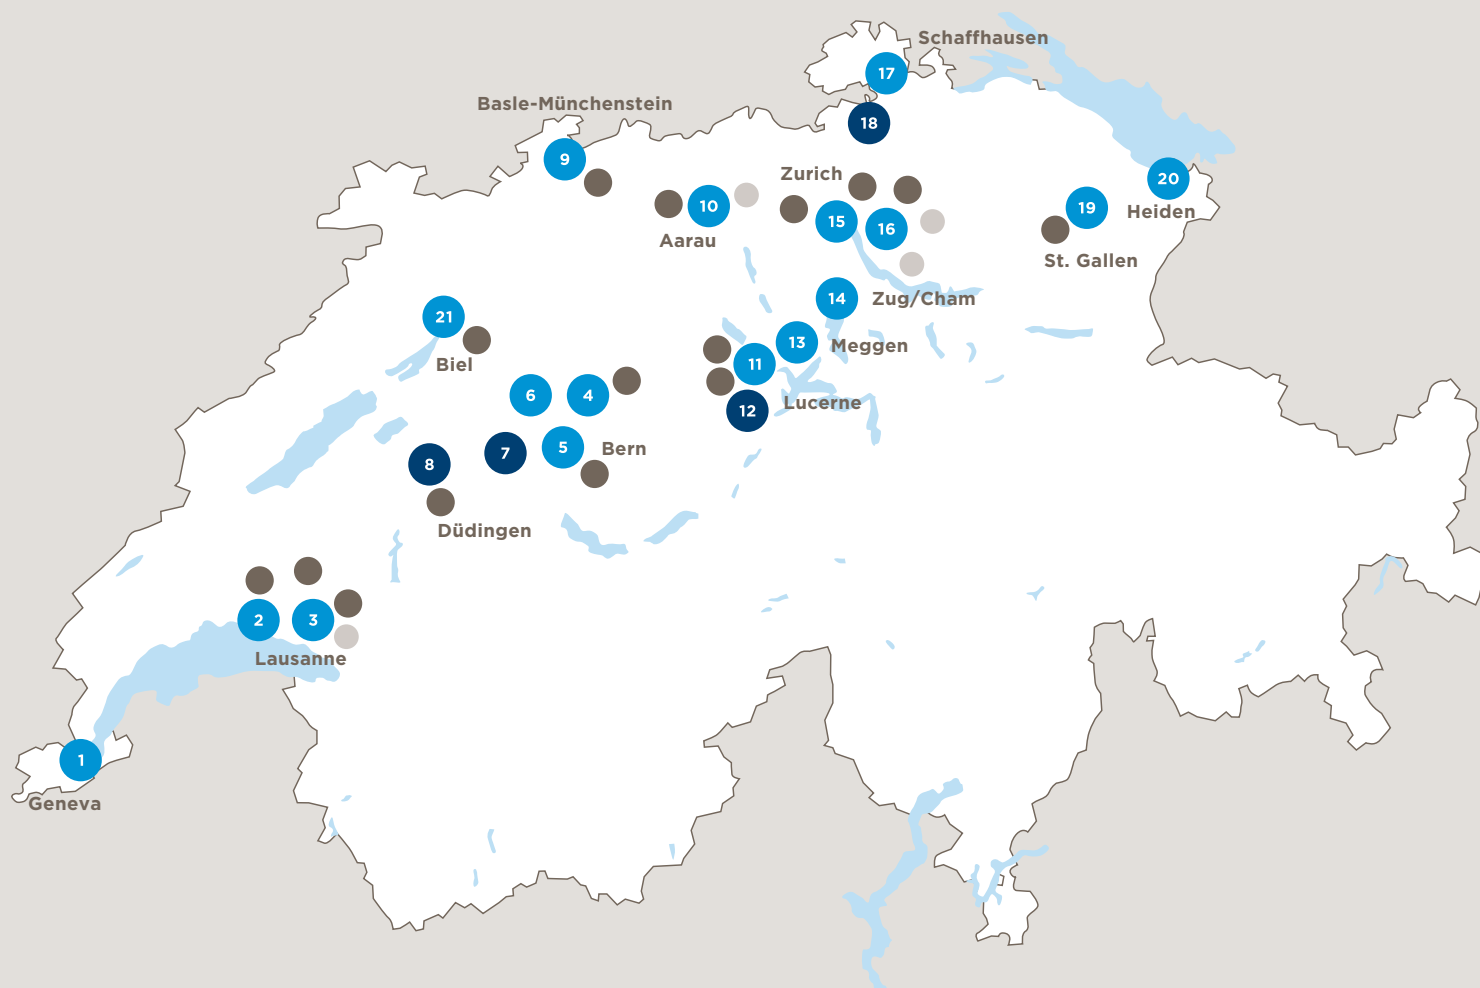 Schaffhausen
17
Basle-Münchenstein
18
9
Zurich
20
10
19
Heiden
15
16
Aarau
St. Gallen
14
Zug/Cham
21
13
Meggen
Biel
11
6
4
Lucerne
12
5
Bern
7
8
Düdingen
2
3
Lausanne
1
Geneva